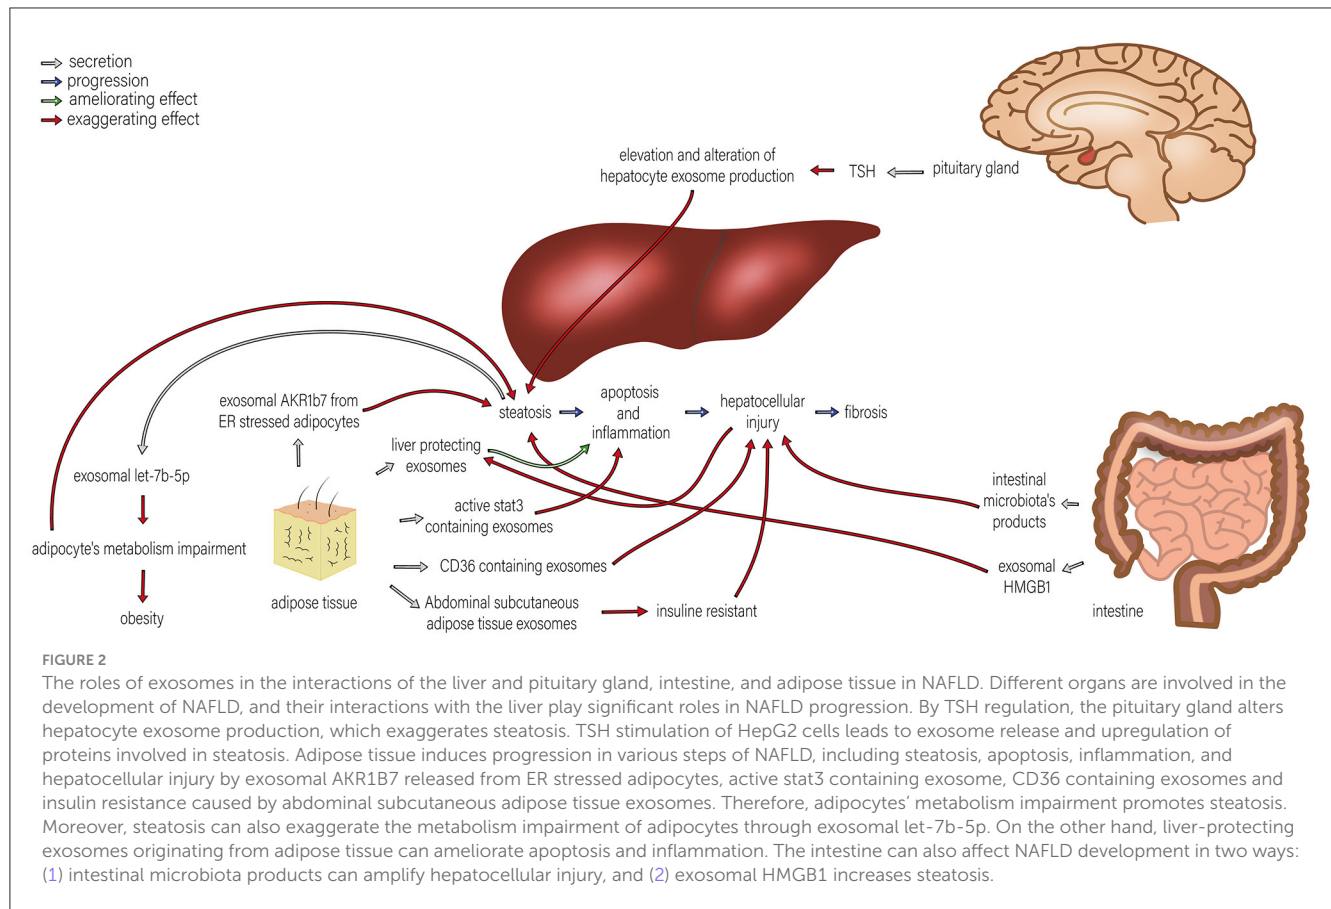 secretion
progression
ameliorating effect
exaggerating effect
elevation and alteration of
hepatocyte exosome production
TSH
pituitary gland
exosomal AKR1b7 from
ER stressed adipocytes
steatosis
apoptosis
and
inflammation
hepatocellular
injury
fibrosis
liver protecting
exosomes
exosomal let-7b-5p
active stat3
containing exosomes
intestinal
microbiota's
products
adipocyte's metabolism impairment
CD36 containing exosomes
exosomal
HMGB1
adipose tissue
Abdominal subcutaneous
adipose tissue exosomes
insuline resistant
intestine
obesity
FIGURE 2
The roles of exosomes in the interactions of the liver and pituitary gland, intestine, and adipose tissue in NAFLD. Different organs are involved in the
development of NAFLD, and their interactions with the liver play significant roles in NAFLD progression. By TSH regulation, the pituitary gland alters
hepatocyte exosome production, which exaggerates steatosis. TSH stimulation of HepG2 cells leads to exosome release and upregulation of
proteins involved in steatosis. Adipose tissue induces progression in various steps of NAFLD, including steatosis, apoptosis, inflammation, and
hepatocellular injury by exosomal AKR1B7 released from ER stressed adipocytes, active stat3 containing exosome, CD36 containing exosomes and
insulin resistance caused by abdominal subcutaneous adipose tissue exosomes. Therefore, adipocytes' metabolism impairment promotes steatosis.
Moreover, steatosis can also exaggerate the metabolism impairment of adipocytes through exosomal let-7b-5p. On the other hand, liver-protecting
exosomes originating from adipose tissue can ameliorate apoptosis and inflammation. The intestine can also affect NAFLD development in two ways:
(1) intestinal microbiota products can amplify hepatocellular injury, and (2) exosomal HMGB1 increases steatosis.